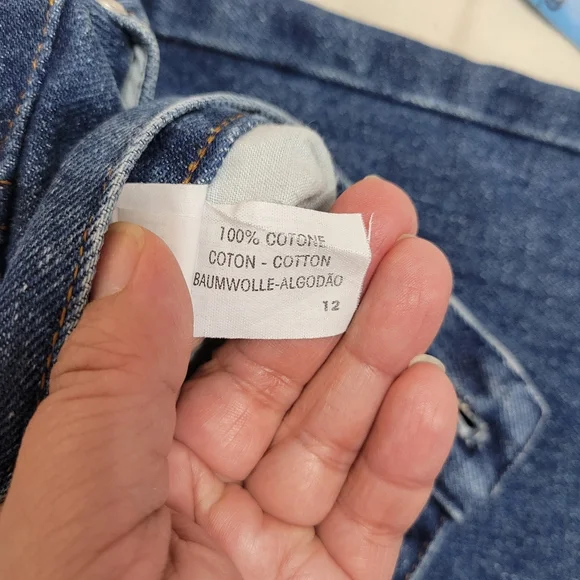 100% COTONE
COTON - COTTON
BAUMWOLLE-ALGODÃO
12